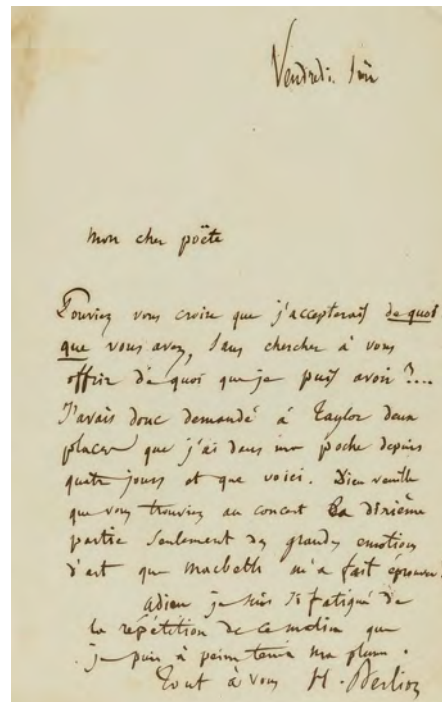 Vendredi Soir
mon cher poëte
Pouviez vous croire que j'accepterais de quoi
que vous avez, sans chercher à vous
offrir de quoi que je puis avoir ?...
J'avais donc demandé à Taylor deux
places que j'ai dans ma poche depuis
quatre jours et que voici. Dieu veuille
que vous trouviez au concert la dixième
partie seulement des grandes emotions
d'art que Macbeth m'a fait éprouver.
adieu je suis si fatigué de
la répétition de ce matin que
je puis à peine tenir ma plume.
tout à vous H. Berlioz